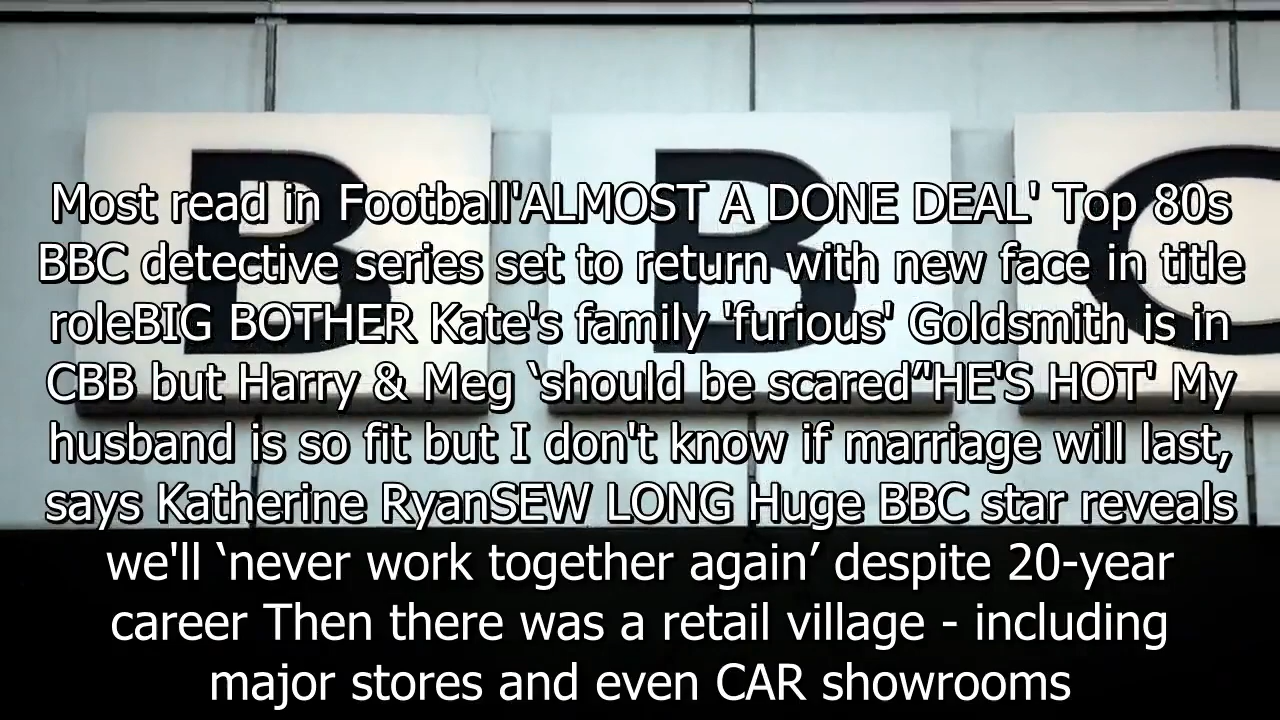 BBC
Most read in Football'ALMOST A DONE DEAL' Top 80s
BBC detective series set to return with new face in title
roleBIG BOTHER Kate's family 'furious' Goldsmith is in
CBB but Harry & Meg ‘should be scared”HE'S HOT' My
husband is so fit but I don't know if marriage will last,
says Katherine RyanSEW LONG Huge BBC star reveals
we'll ‘never work together again’ despite 20-year
career Then there was a retail village - including
major stores and even CAR showrooms